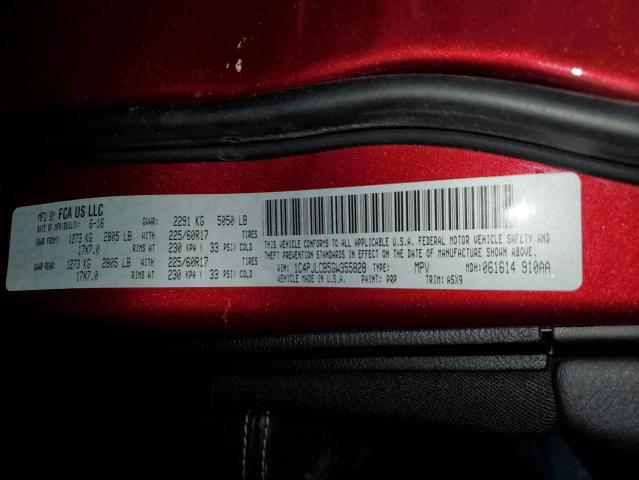 MFD BY FCA US LLC
DATE OF MFR(BUILT): 6-16 GVWR: 2291 KG 5050 LB
GAWR FRONT: 1273 KG 2805 LB WITH 225/60R17 TIRES
17X7.0 RIMS AT 230 KPA ( 33 PSI) COLD
GAWR REAR: 1273 KG 2805 LB WITH 225/60R17 TIRES
17X7.0 RIMS AT 230 KPA ( 33 PSI) COLD
THIS VEHICLE CONFORMS TO ALL APPLICABLE U.S.A. FEDERAL MOTOR VEHICLE SAFETY AND
THEFT PREVENTION STANDARDS IN EFFECT ON THE DATE OF MANUFACTURE SHOWN ABOVE.
VIN: 1C4PJLCB5GW355828 TYPE: MPV MDH: 061614 910AA
VEHICLE MADE IN U.S.A. PAINT: PRP TRIM: A5X9